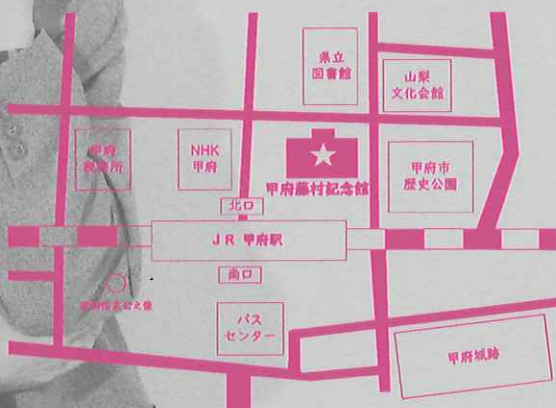 県立
図書館
山梨
文化会館
甲府
税務所
NHK
甲府
甲府市
歴史公園
甲府藤村記念館
北口
JR 甲府駅
南口
バス
センター
甲府城跡